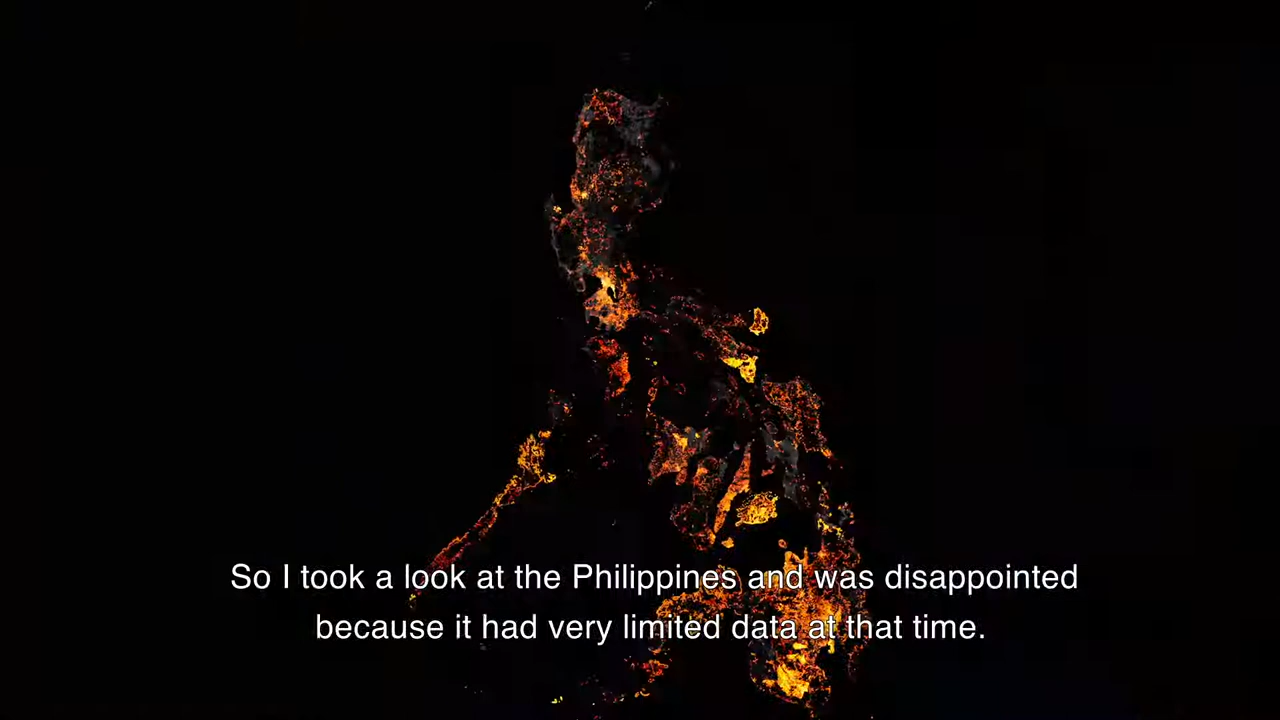 So I took a look at the Philippines and was disappointed
because it had very limited data at that time.